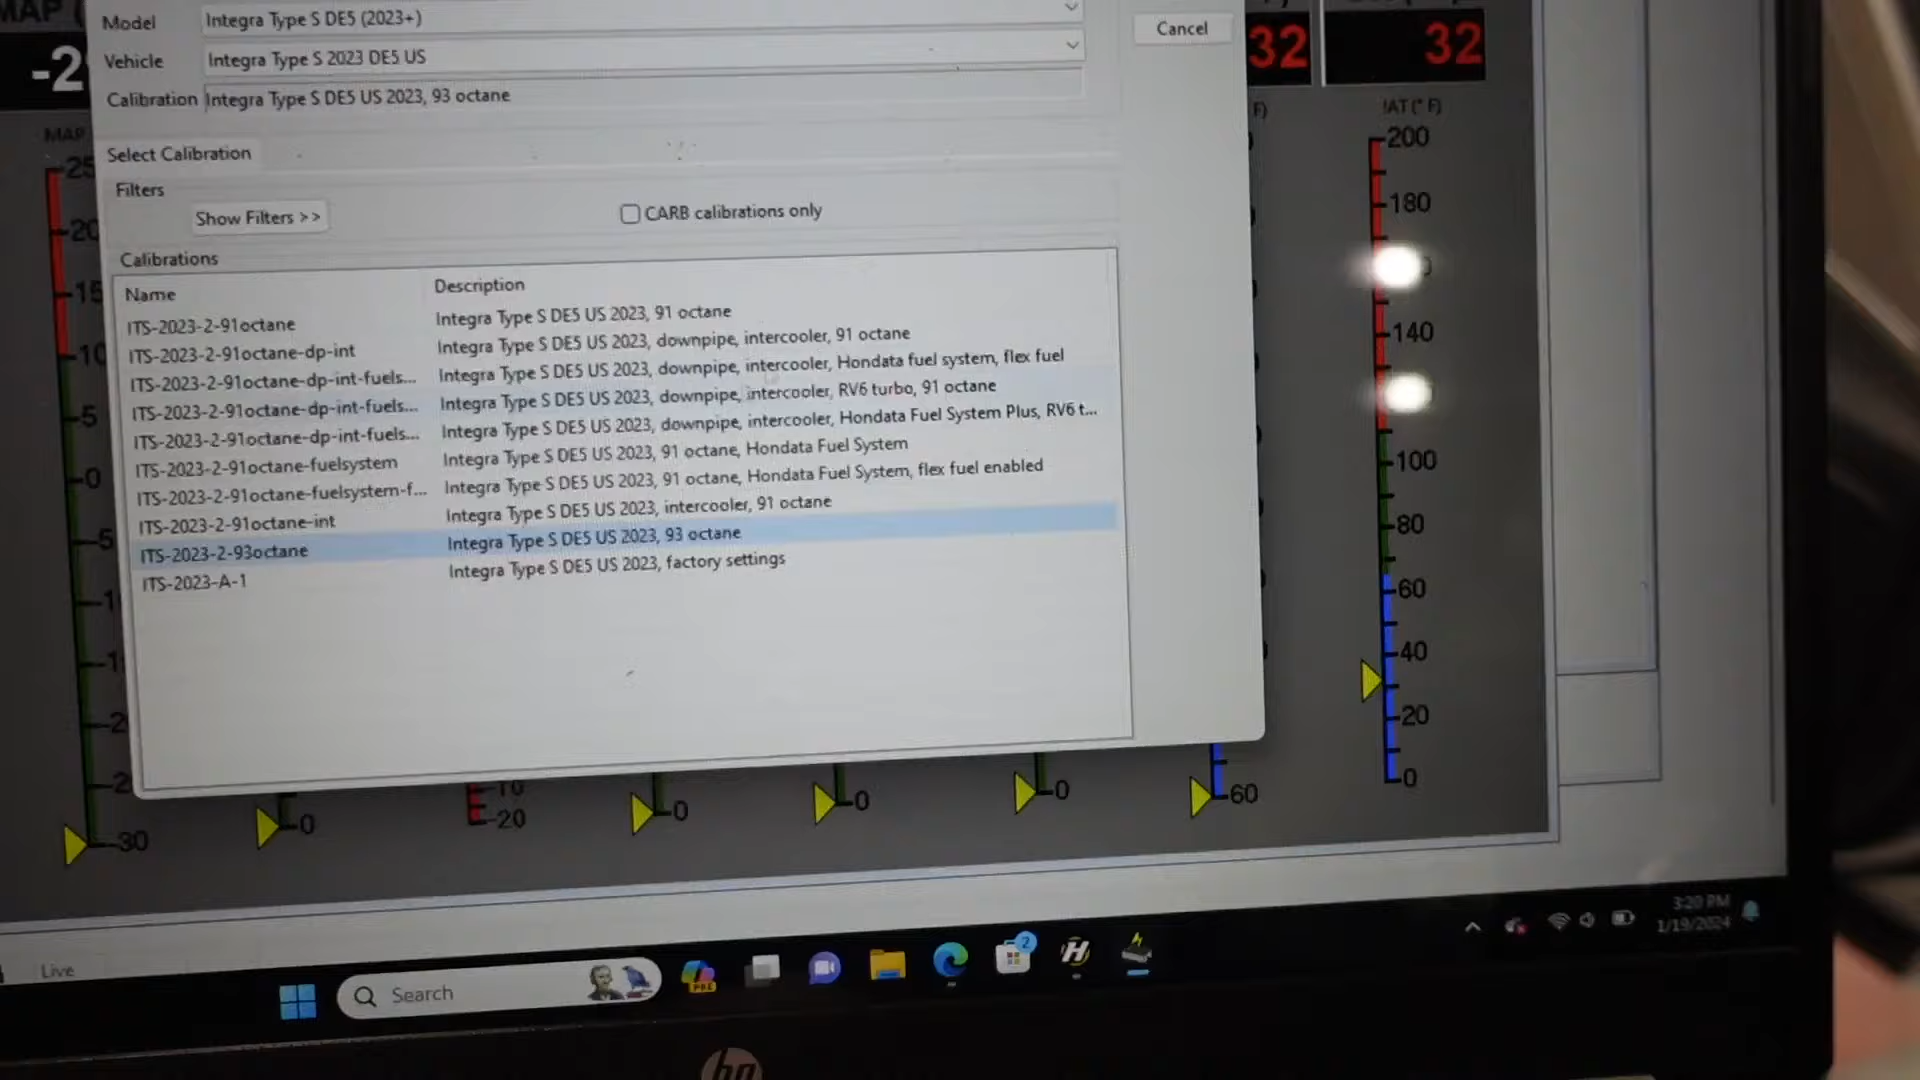 MAP
Model Integra Type S DE5 (2023+)
Vehicle Integra Type S 2023 DE5 US
Calibration Integra Type S DE5 US 2023, 93 octane
Cancel
-2
32
32
Select Calibration
Filters
Show Filters >>
CARB calibrations only
Calibrations
Name Description
ITS-2023-2-91octane Integra Type S DE5 US 2023, 91 octane
ITS-2023-2-91octane-dp-int Integra Type S DE5 US 2023, downpipe, intercooler, 91 octane
ITS-2023-2-91octane-dp-int-fuels... Integra Type S DE5 US 2023, downpipe, intercooler, Hondata fuel system, flex fuel
ITS-2023-2-91octane-dp-int-fuels... Integra Type S DE5 US 2023, downpipe, intercooler, RV6 turbo, 91 octane
ITS-2023-2-91octane-dp-int-fuels... Integra Type S DE5 US 2023, downpipe, intercooler, Hondata Fuel System Plus, RV6 t...
ITS-2023-2-91octane-fuelsystem Integra Type S DE5 US 2023, 91 octane, Hondata Fuel System
ITS-2023-2-91octane-fuelsystem-f... Integra Type S DE5 US 2023, 91 octane, Hondata Fuel System, flex fuel enabled
ITS-2023-2-91octane-int Integra Type S DE5 US 2023, intercooler, 91 octane
ITS-2023-2-93octane Integra Type S DE5 US 2023, 93 octane
ITS-2023-A-1 Integra Type S DE5 US 2023, factory settings
MAP
25
20
15
10
5
0
-5
-30
0
-10
-20
0
0
0
60
F)
IAT(° F)
200
180
140
100
80
60
40
20
0
Live
Search
PRE
2
H
3:20 PM
1/19/2024
hp